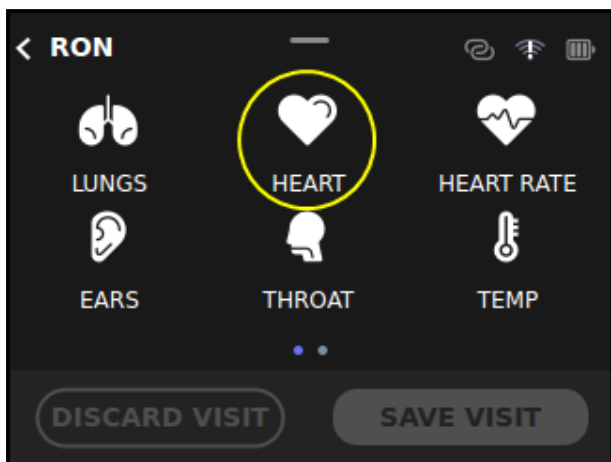 RON
LUNGS HEART HEART RATE
EARS THROAT TEMP
DISCARD VISIT SAVE VISIT